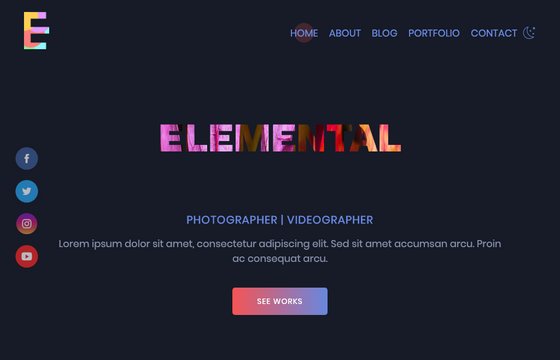 E
HOME ABOUT BLOG PORTFOLIO CONTACT
ELEMENTAL
PHOTOGRAPHER | VIDEOGRAPHER
Lorem ipsum dolor sit amet, consectetur adipiscing elit. Sed sit amet accumsan arcu. Proin
ac consequat arcu.
SEE WORKS